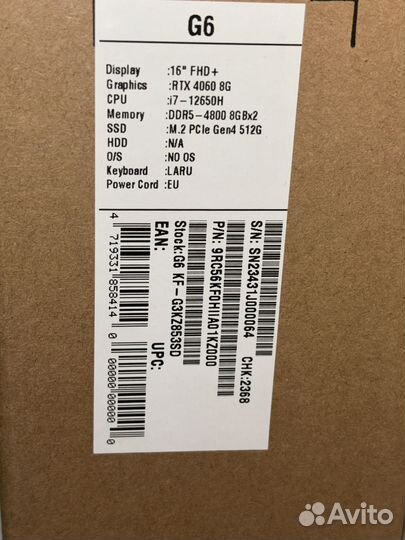 G6
Display :16" FHD+
Graphics :RTX 4060 8G
CPU :i7-12650H
Memory :DDR5-4800 8GBx2
SSD :M.2 PCIe Gen4 512G
HDD :N/A
O/S :NO OS
Keyboard :LARU
Power Cord :EU
S/N: SN23431J000064
CHK:2368
P/N: 9RC56KF0HIIA01KZ000
Stock:G6 KF-G3KZ853SD
EAN:
4 719331 858414
UPC:
0 00000 00000 0
Avito